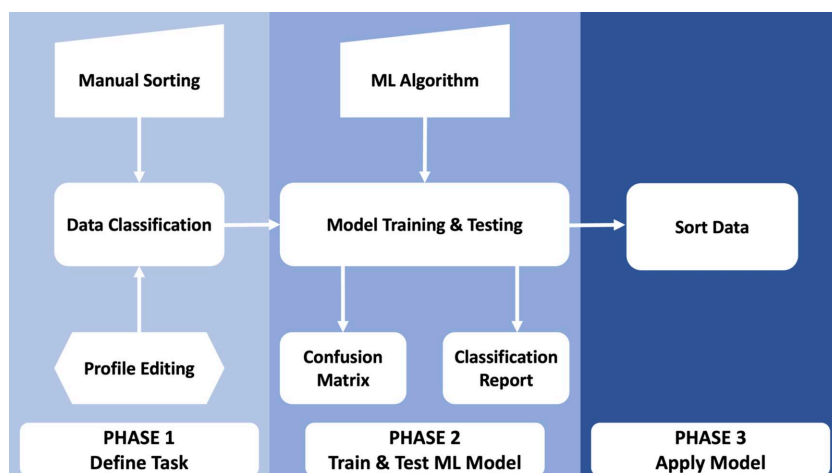 Manual Sorting
ML Algorithm
Data Classification
Model Training & Testing
Sort Data
Profile Editing
Confusion
Matrix
Classification
Report
PHASE 1
Define Task
PHASE 2
Train & Test ML Model
PHASE 3
Apply Model